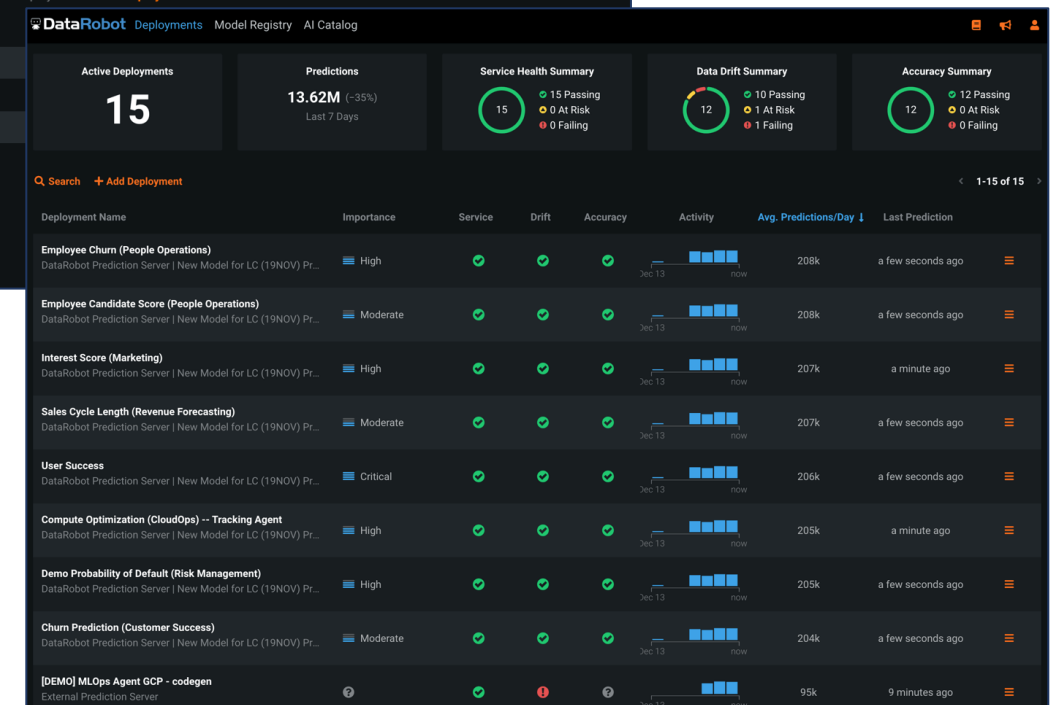 DataRobot Deployments Model Registry AI Catalog
Active Deployments
15
Predictions
13.62M (-35%)
Last 7 Days
Service Health Summary
15
15 Passing
0 At Risk
0 Failing
Data Drift Summary
12
10 Passing
1 At Risk
1 Failing
Accuracy Summary
12
12 Passing
0 At Risk
0 Failing
Search + Add Deployment < 1-15 of 15 >
Deployment Name Importance Service Drift Accuracy Activity Avg. Predictions/Day ↓ Last Prediction
Employee Churn (People Operations)
DataRobot Prediction Server | New Model for LC (19NOV) Pr...
High
Dec 13 now
208k
a few seconds ago
Employee Candidate Score (People Operations)
DataRobot Prediction Server | New Model for LC (19NOV) Pr...
Moderate
Dec 13 now
208k
a few seconds ago
Interest Score (Marketing)
DataRobot Prediction Server | New Model for LC (19NOV) Pr...
High
Dec 13 now
207k
a minute ago
Sales Cycle Length (Revenue Forecasting)
DataRobot Prediction Server | New Model for LC (19NOV) Pr...
Moderate
Dec 13 now
207k
a few seconds ago
User Success
DataRobot Prediction Server | New Model for LC (19NOV) Pr...
Critical
Dec 13 now
206k
a few seconds ago
Compute Optimization (CloudOps) -- Tracking Agent
DataRobot Prediction Server | New Model for LC (19NOV) Pr...
High
Dec 13 now
205k
a minute ago
Demo Probability of Default (Risk Management)
DataRobot Prediction Server | New Model for LC (19NOV) Pr...
High
Dec 13 now
205k
a few seconds ago
Churn Prediction (Customer Success)
DataRobot Prediction Server | New Model for LC (19NOV) Pr...
Moderate
Dec 13 now
204k
a few seconds ago
[DEMO] MLOps Agent GCP - codegen
External Prediction Server
95k
9 minutes ago